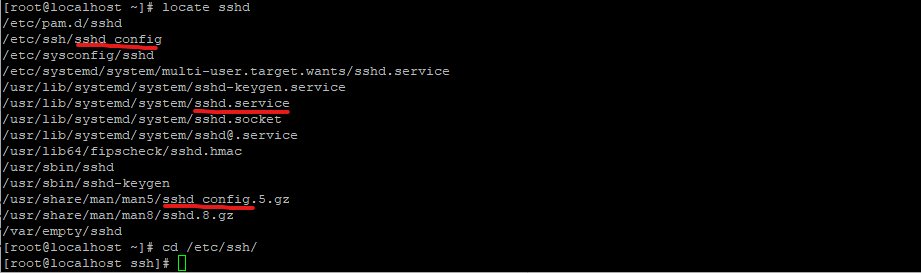 [root@localhost ~]# locate sshd
/etc/pam.d/sshd
/etc/ssh/sshd_config
/etc/sysconfig/sshd
/etc/systemd/system/multi-user.target.wants/sshd.service
/usr/lib/systemd/system/sshd-keygen.service
/usr/lib/systemd/system/sshd.service
/usr/lib/systemd/system/sshd.socket
/usr/lib/systemd/system/sshd@.service
/usr/lib64/fipscheck/sshd.hmac
/usr/sbin/sshd
/usr/sbin/sshd-keygen
/usr/share/man/man5/sshd_config.5.gz
/usr/share/man/man8/sshd.8.gz
/var/empty/sshd
[root@localhost ~]# cd /etc/ssh/
[root@localhost ssh]#